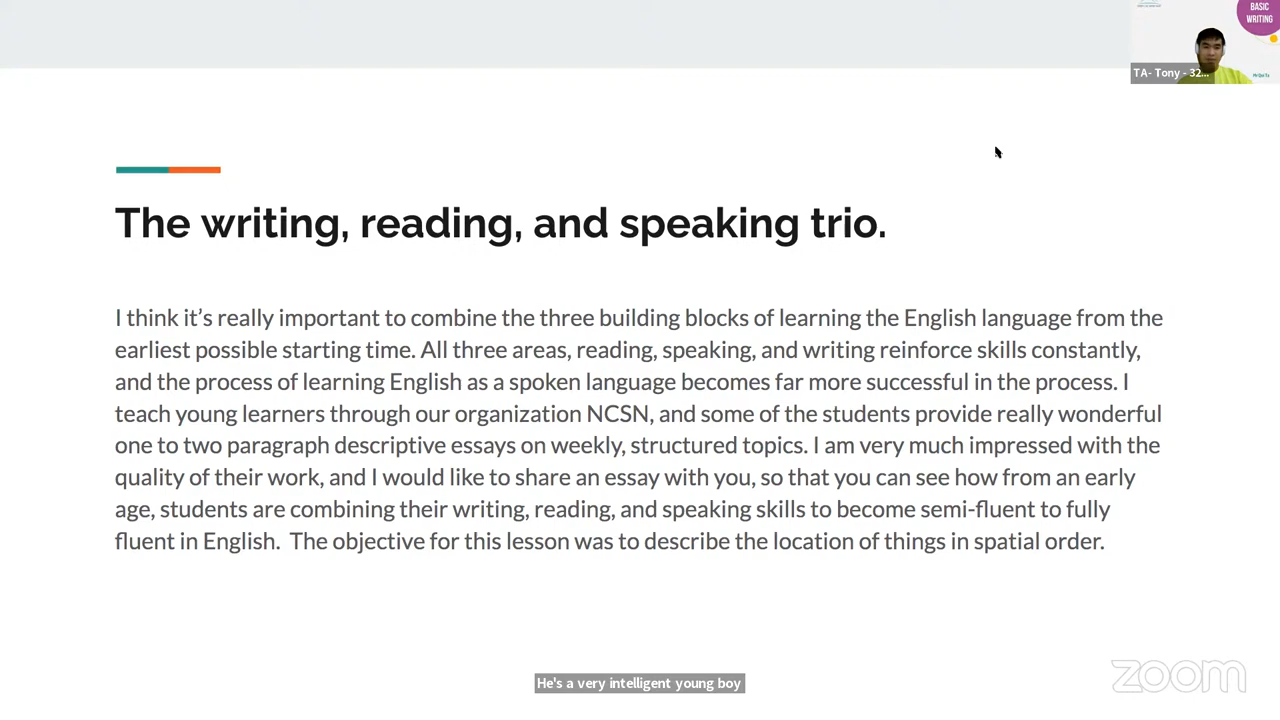 BASIC
WRITING
TA- Tony - 32...
The writing, reading, and speaking trio.
I think it's really important to combine the three building blocks of learning the English language from the
earliest possible starting time. All three areas, reading, speaking, and writing reinforce skills constantly,
and the process of learning English as a spoken language becomes far more successful in the process. I
teach young learners through our organization NCSN, and some of the students provide really wonderful
one to two paragraph descriptive essays on weekly, structured topics. I am very much impressed with the
quality of their work, and I would like to share an essay with you, so that you can see how from an early
age, students are combining their writing, reading, and speaking skills to become semi-fluent to fully
fluent in English.  The objective for this lesson was to describe the location of things in spatial order.
He's a very intelligent young boy
zoom